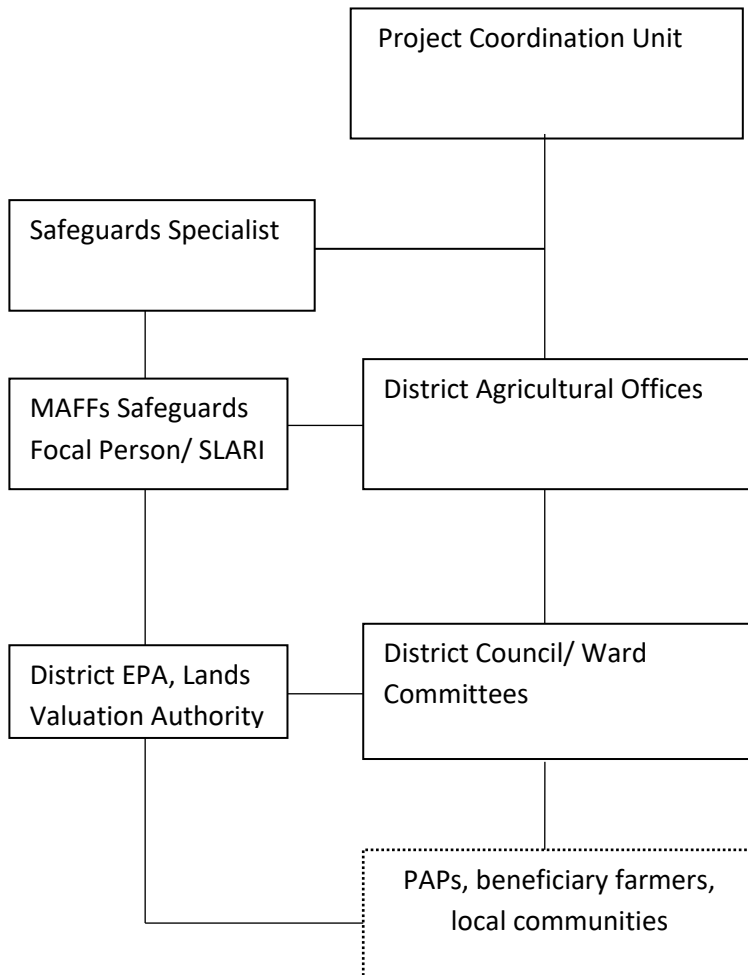 Project Coordination Unit
Safeguards Specialist
MAFFs Safeguards
Focal Person/ SLARI
District Agricultural Offices
District EPA, Lands
Valuation Authority
District Council/ Ward
Committees
PAPs, beneficiary farmers,
local communities